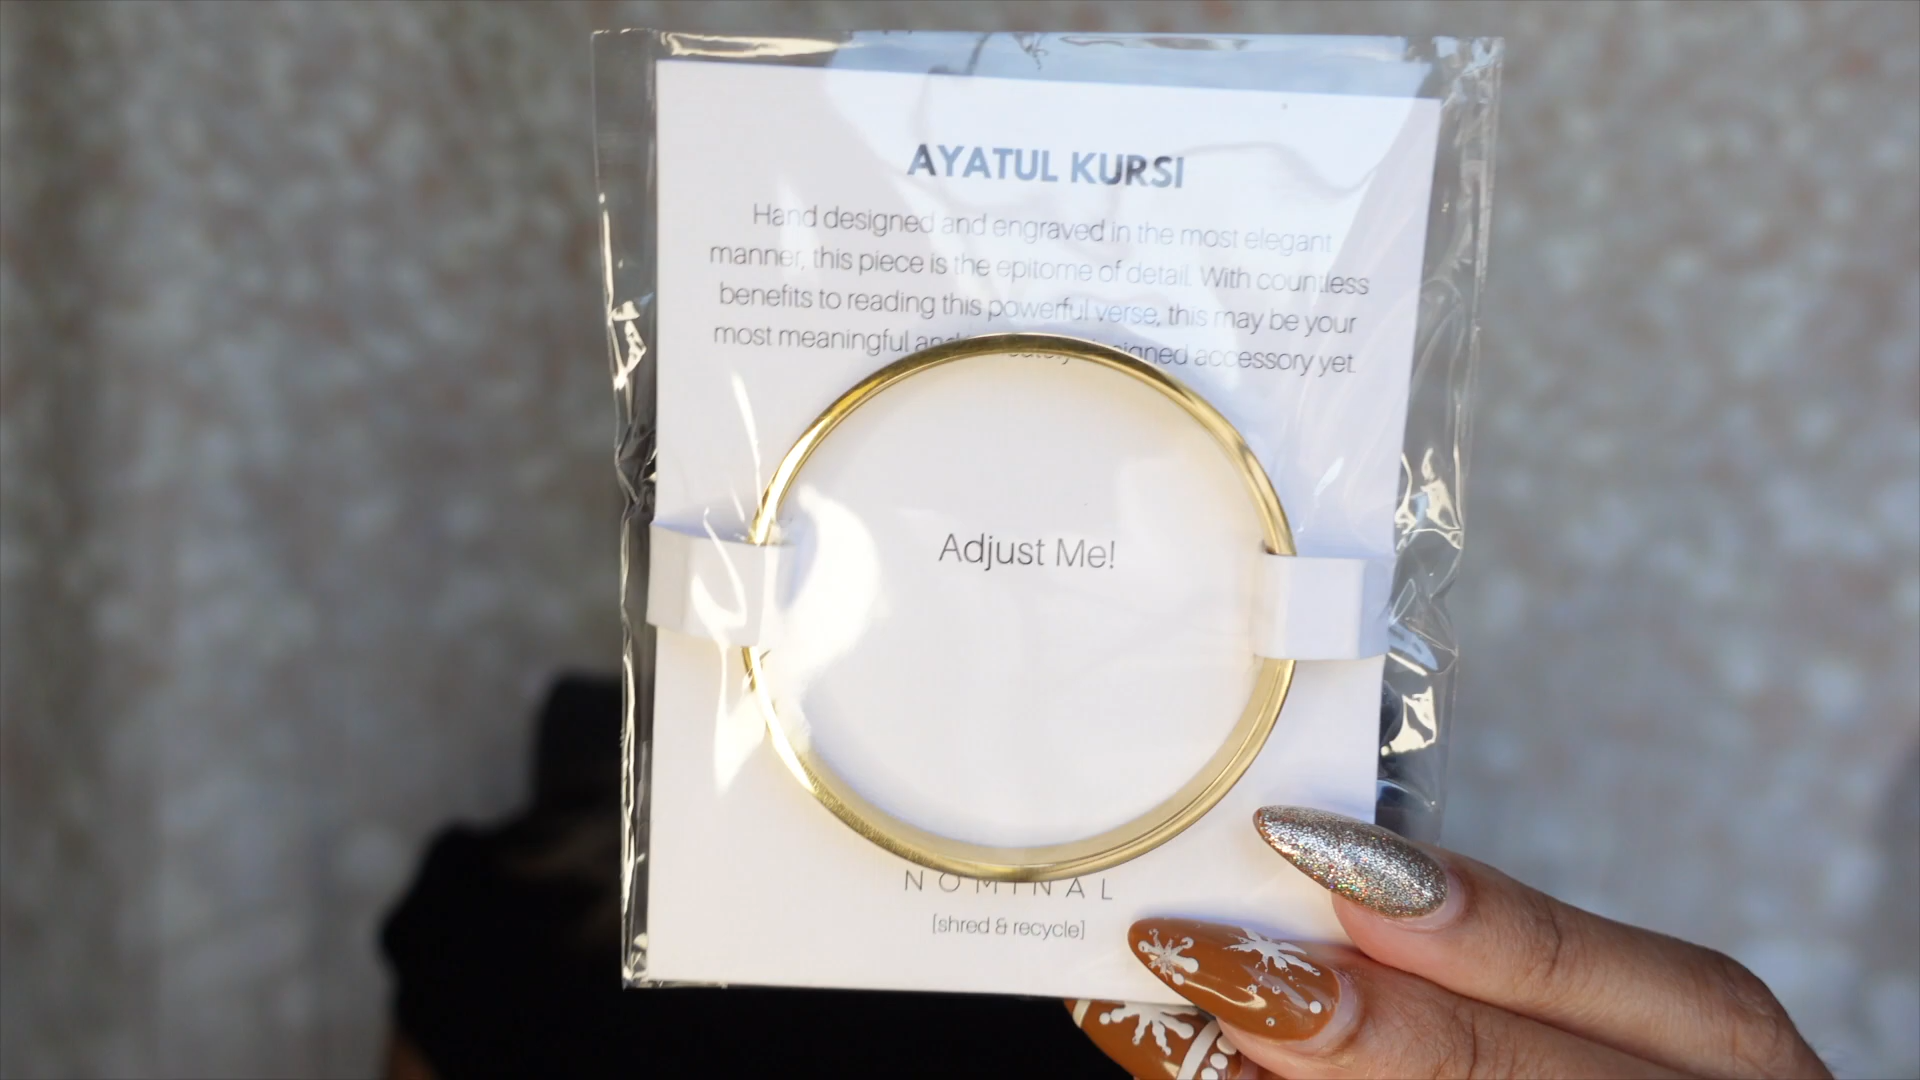 AYATUL KURSI
Hand designed and engraved in the most elegant
manner, this piece is the epitome of detail. With countless
benefits to reading this powerful verse, this may be your
most meaningful and accessory yet.
Adjust Me!
NOMINAL
[shred & recycle]